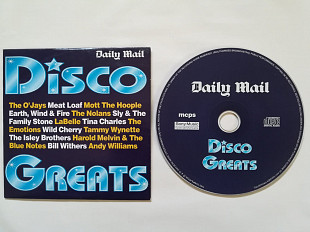 Daily Mail
Disco
The O'Jays Meat Loaf Mott The Hoople
Earth, Wind & Fire The Nolans Sly & The
Family Stone LaBelle Tina Charles The
Emotions Wild Cherry Tammy Wynette
The Isley Brothers Harold Melvin & The
Blue Notes Bill Withers Andy Williams
Greats
Daily Mail
mcps
Disco
Greats